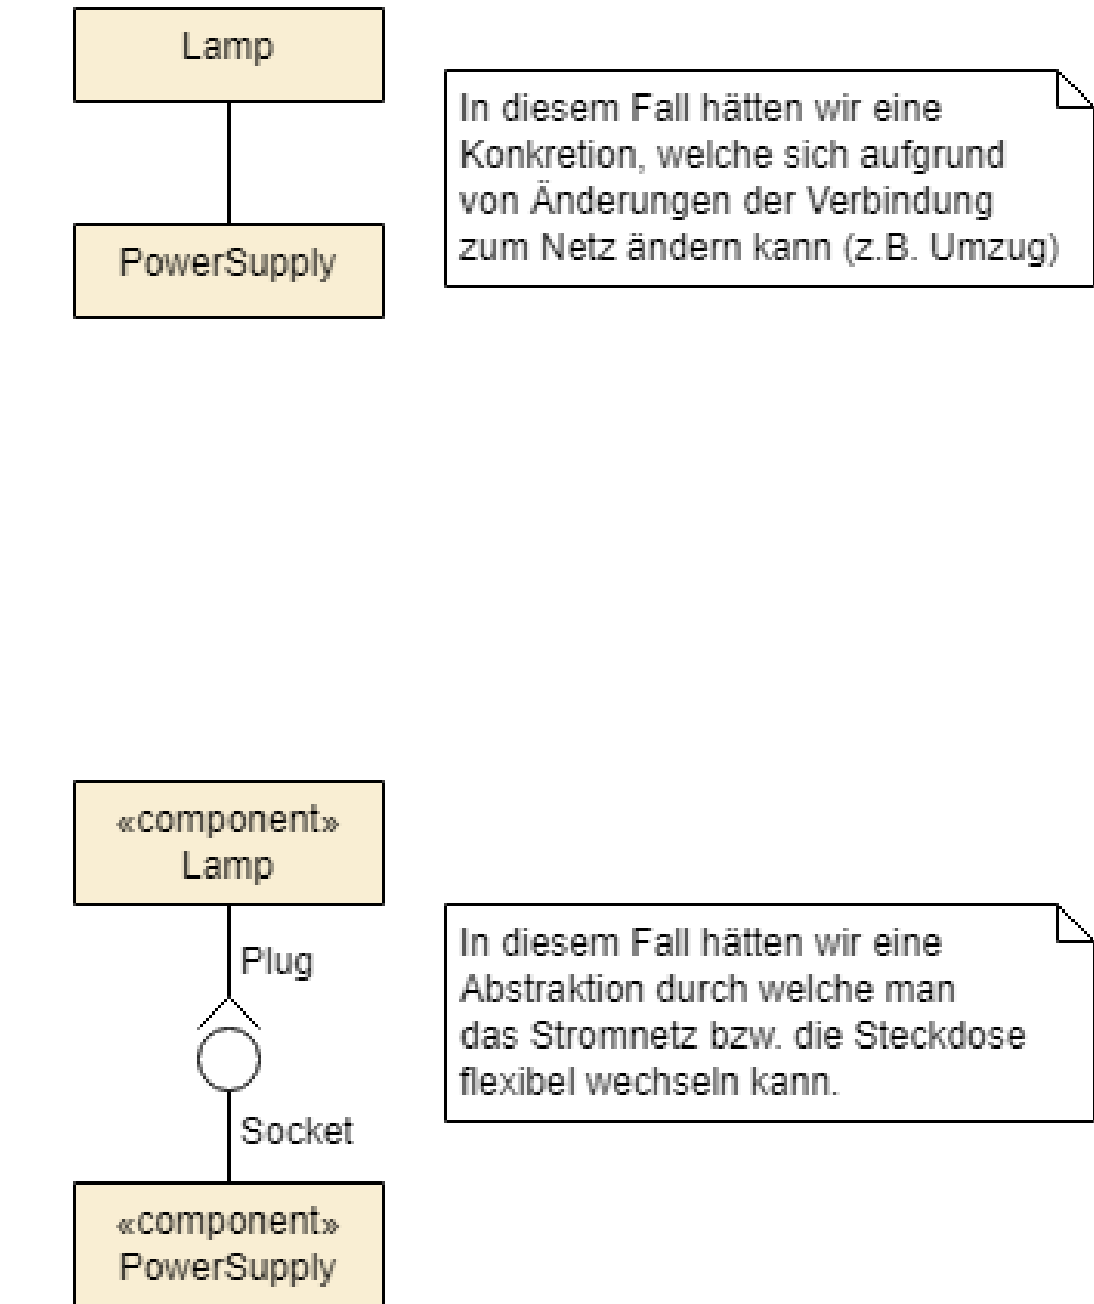 Lamp
In diesem Fall hätten wir eine
Konkretion, welche sich aufgrund
von Änderungen der Verbindung
zum Netz ändern kann (z.B. Umzug)
PowerSupply
«component»
Lamp
Plug
In diesem Fall hätten wir eine
Abstraktion durch welche man
das Stromnetz bzw. die Steckdose
flexibel wechseln kann.
Socket
«component»
PowerSupply